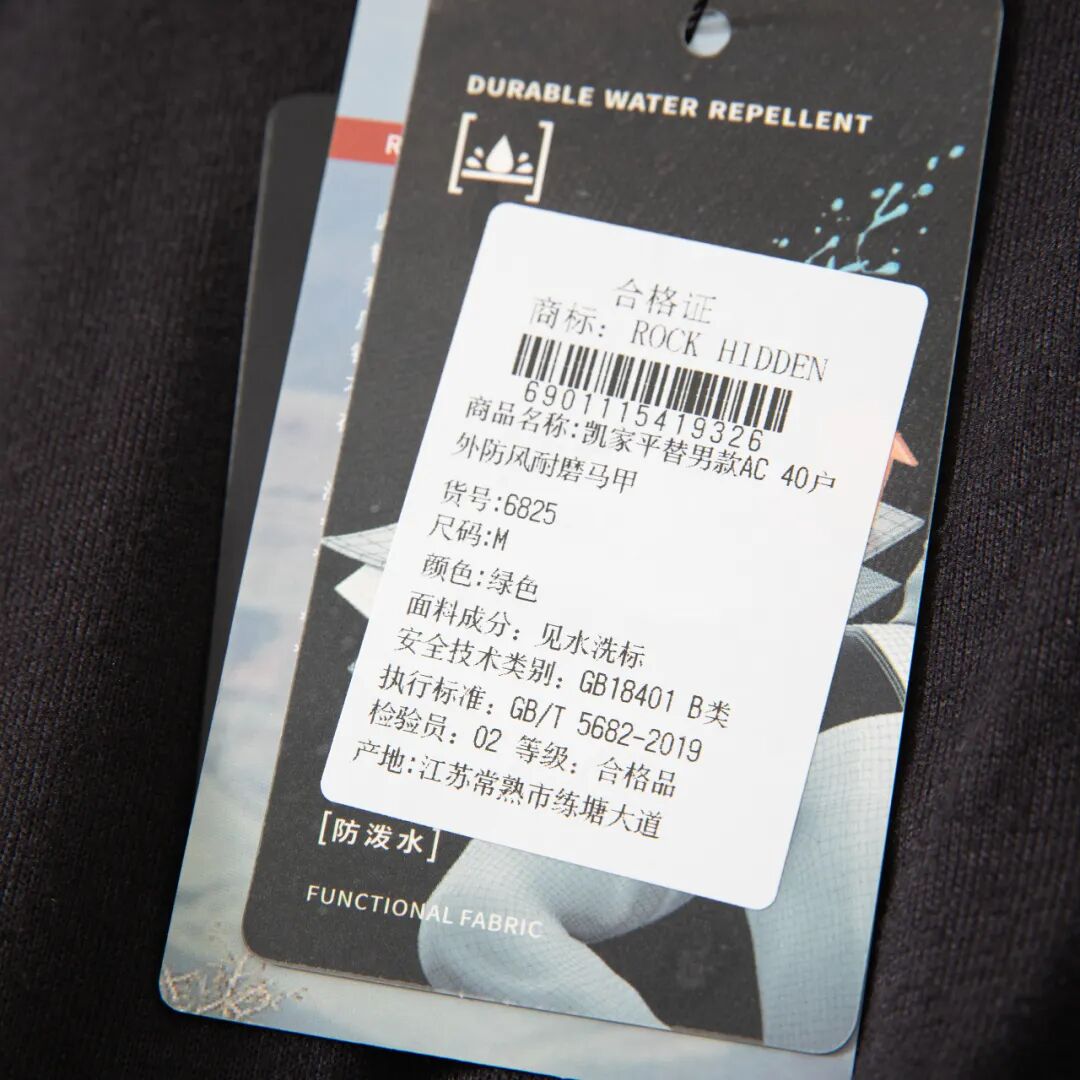 DURABLE WATER REPELLENT
R
合格证
商标: ROCK HIDDEN
6901115419326
商品名称:凯家平替男款AC 40户
外防风耐磨马甲
货号:6825
尺码:M
颜色:绿色
面料成分: 见水洗标
安全技术类别: GB18401 B类
执行标准: GB/T 5682-2019
检验员: 02 等级: 合格品
产地:江苏常熟市练塘大道
[防泼水]
FUNCTIONAL FABRIC